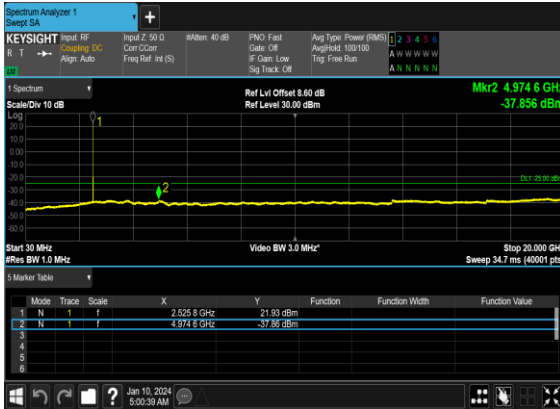 Spectrum Analyzer 1
Swept SA
+
KEYSIGHT
R T
Input: RF
Coupling: DC
Align: Auto
Input Z: 50 Ω
Corr CCorr
Freq Ref: Int (S)
#Atten: 40 dB
PNO: Fast
Gate: Off
IF Gain: Low
Sig Track: Off
Avg Type: Power (RMS)
Avg|Hold: 100/100
Trig: Free Run
1 2 3 4 5 6
A W W W W W
A N N N N N
1 Spectrum
Scale/Div 10 dB
Ref Lvl Offset 8.60 dB
Ref Level 30.00 dBm
Mkr2 4.974 6 GHz
-37.856 dBm
Log
20.0
10.0
0.00
-10.0
-20.0
-30.0
-40.0
-50.0
-60.0
1
2
Start 30 MHz
#Res BW 1.0 MHz
Video BW 3.0 MHz*
Stop 20.000 GH
Sweep 34.7 ms (40001 pts
5 Marker Table
Mode Trace Scale X Y Function Function Width Function Value
1 N 1 f 2.525 8 GHz 21.93 dBm
2 N 1 f 4.974 6 GHz -37.86 dBm
3
4
5
6
?
Jan 10, 2024
5:00:39 AM